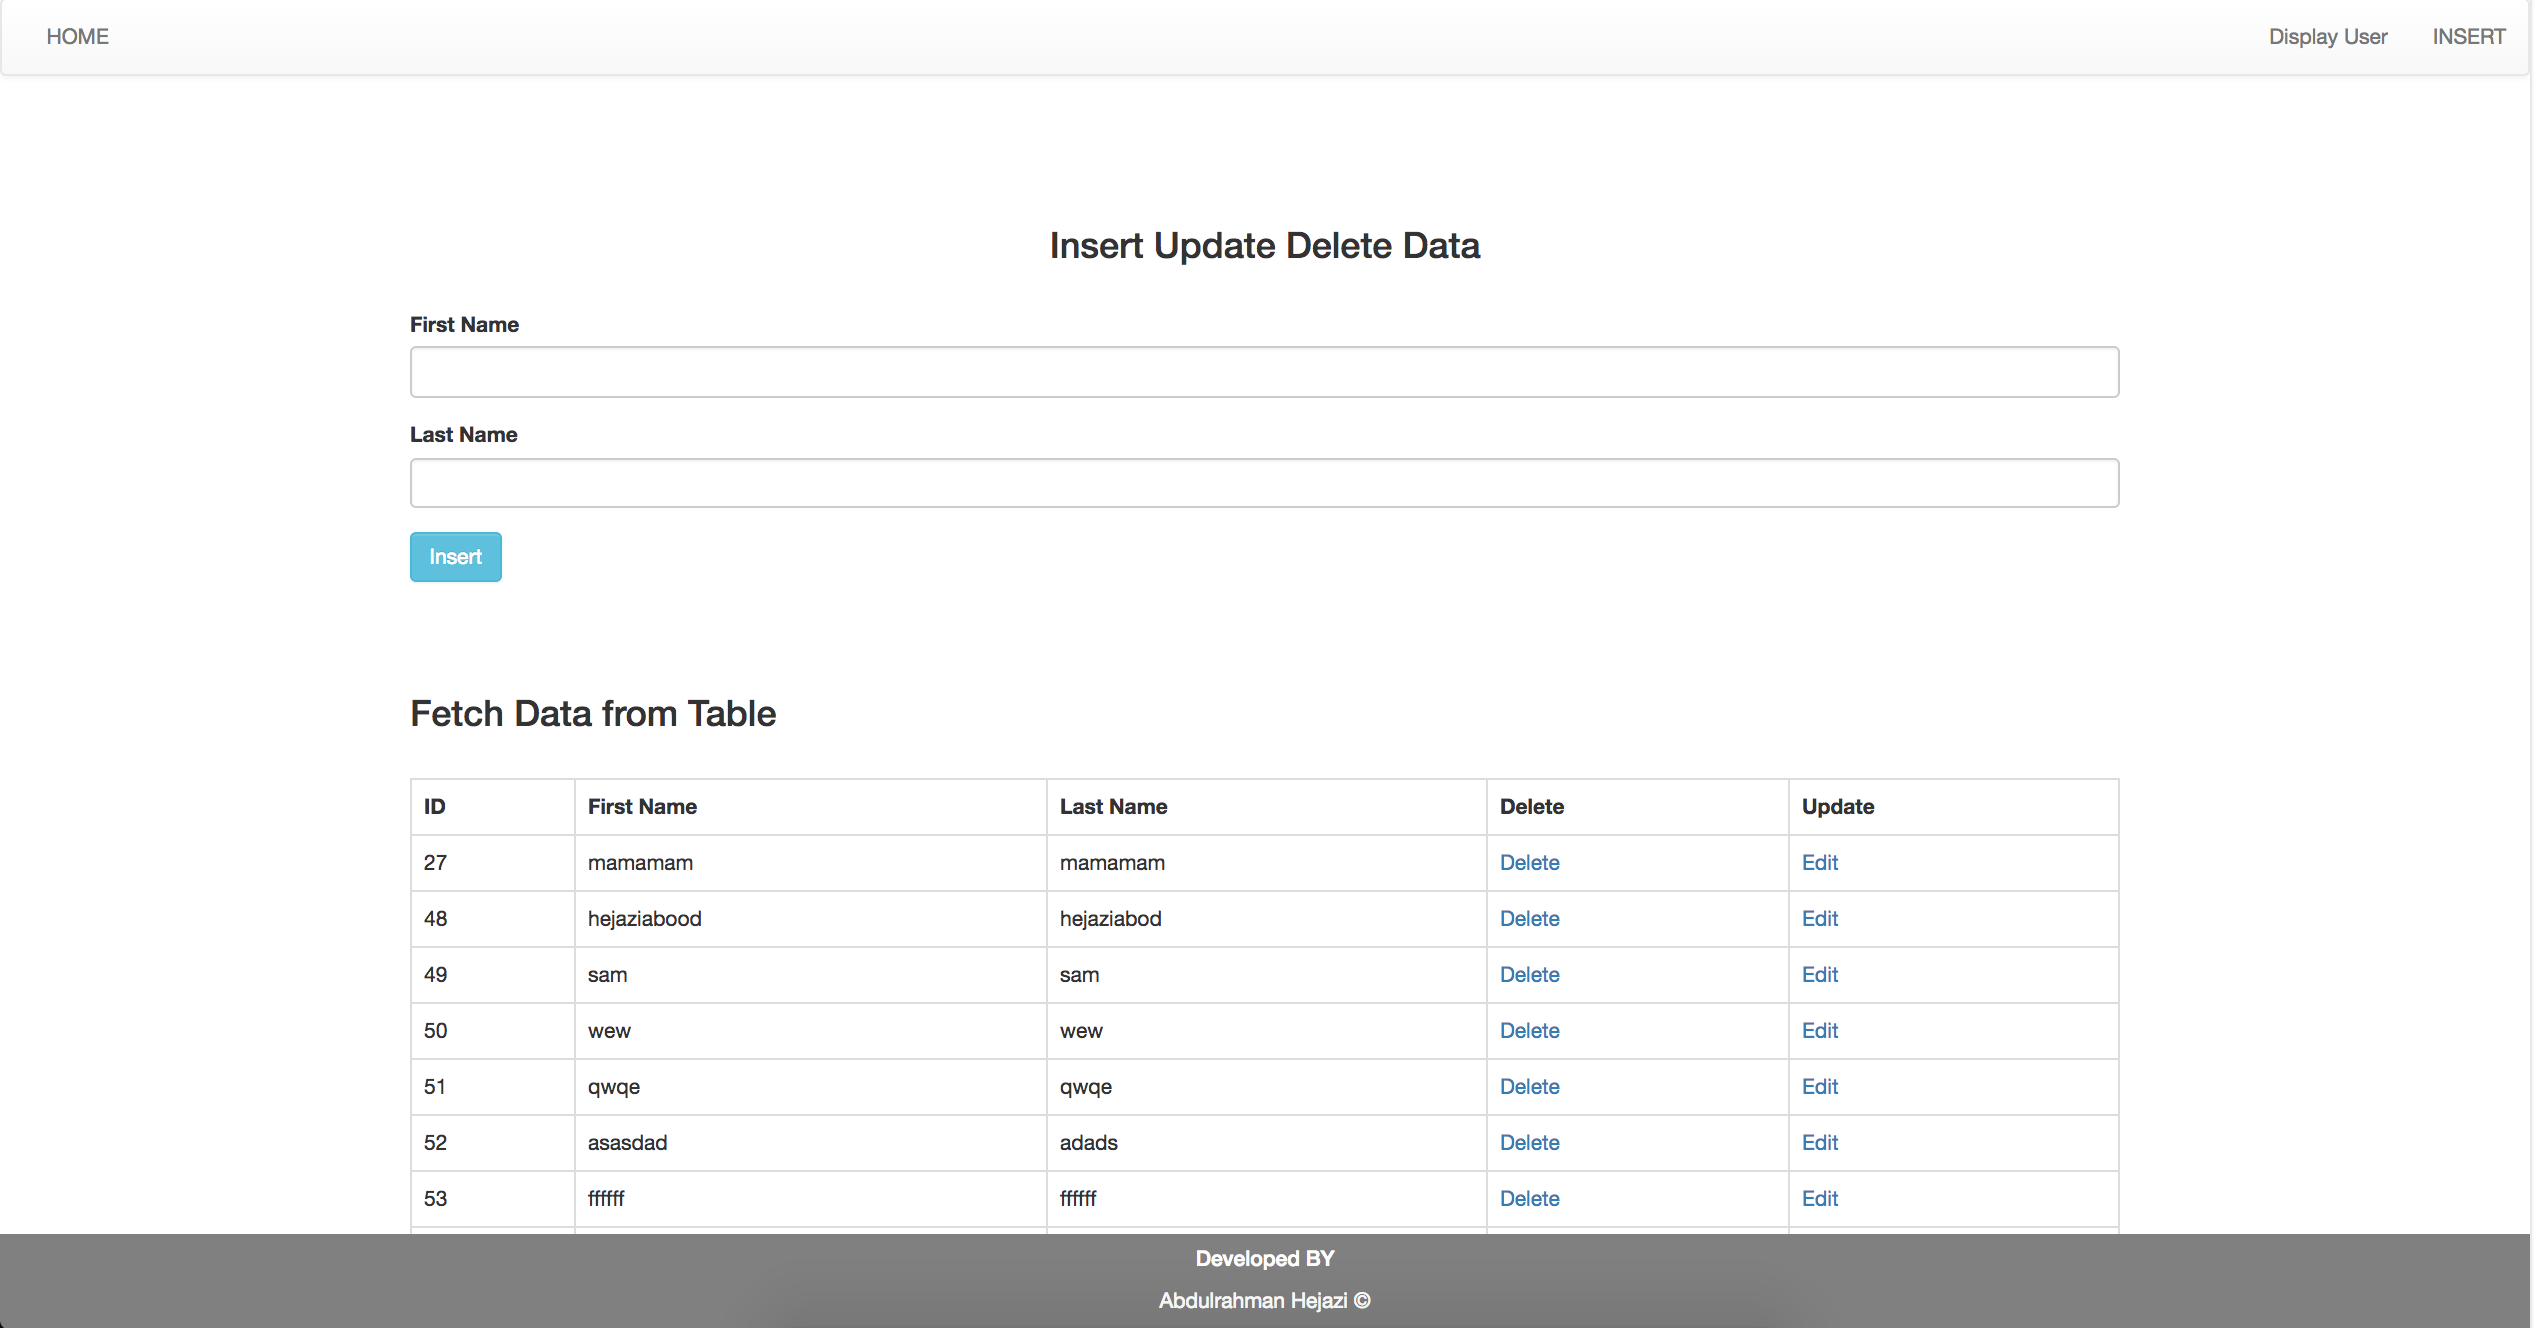 HOME Display User INSERT
Insert Update Delete Data
First Name
Last Name
Insert
Fetch Data from Table
ID First Name Last Name Delete Update
27 mamamam mamamam Delete Edit
48 hejaziabood hejaziabod Delete Edit
49 sam sam Delete Edit
50 wew wew Delete Edit
51 qwqe qwqe Delete Edit
52 asasdad adads Delete Edit
53 ffffff ffffff Delete Edit
Developed BY
Abdulrahman Hejazi ©